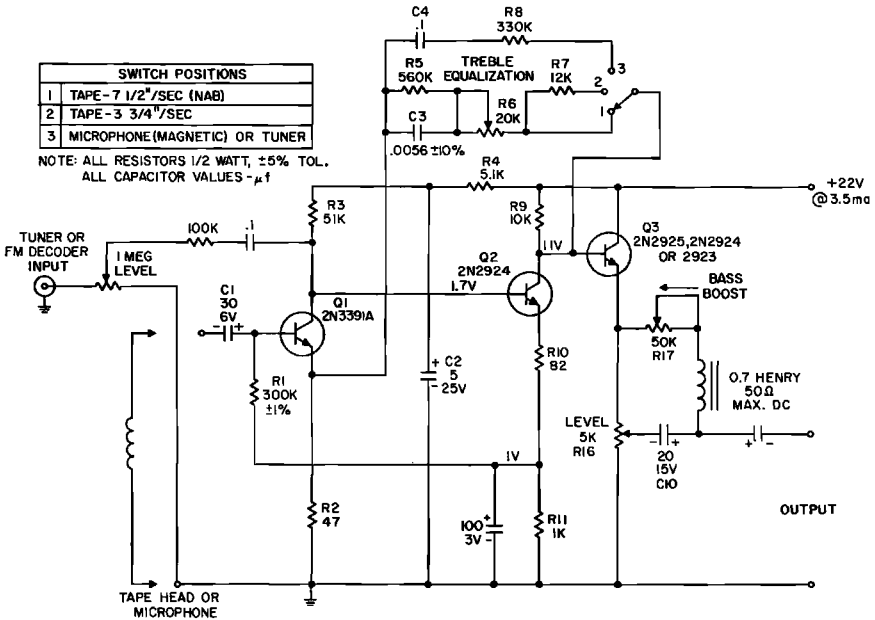 SWITCH POSITIONS
1 TAPE-7 1/2"/SEC (NAB)
2 TAPE-3 3/4"/SEC
3 MICROPHONE(MAGNETIC) OR TUNER
NOTE: ALL RESISTORS 1/2 WATT, ±5% TOL.
ALL CAPACITOR VALUES-μf
C4
.1
R8
330K
R5
560K
TREBLE
EQUALIZATION
R7
12K
3
2
1
R6
20K
C3
.0056 ±10%
R4
5.1K
+22V
@ 3.5ma
R3
51K
R9
10K
Q3
2N2925, 2N2924
OR 2923
11V
TUNER OR
FM DECODER
INPUT
1 MEG
LEVEL
100K
.1
Q2
2N2924
1.7V
BASS
BOOST
C1
30
6V
- +
Q1
2N3391A
50K
R17
R1
300K
±1%
+
C2
5
-25V
R10
82
0.7 HENRY
50Ω
MAX. DC
LEVEL
5K
R16
- +
20
15V
C10
+ -
1V
R2
47
+
100
3V
-
R11
1K
OUTPUT
TAPE HEAD OR
MICROPHONE